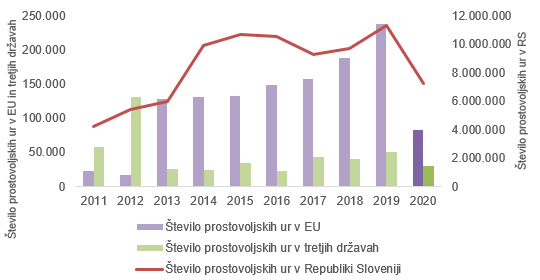 Število prostovoljskih ur v EU in tretjih državah
250.000
200.000
150.000
100.000
50.000
0
12.000.000
10.000.000
8.000.000
6.000.000
4.000.000
2.000.000
0
Število prostovoljskih ur v RS
2011 2012 2013 2014 2015 2016 2017 2018 2019 2020
Število prostovoljskih ur v EU
Število prostovoljskih ur v tretjih državah
Število prostovoljskih ur v Republiki Sloveniji